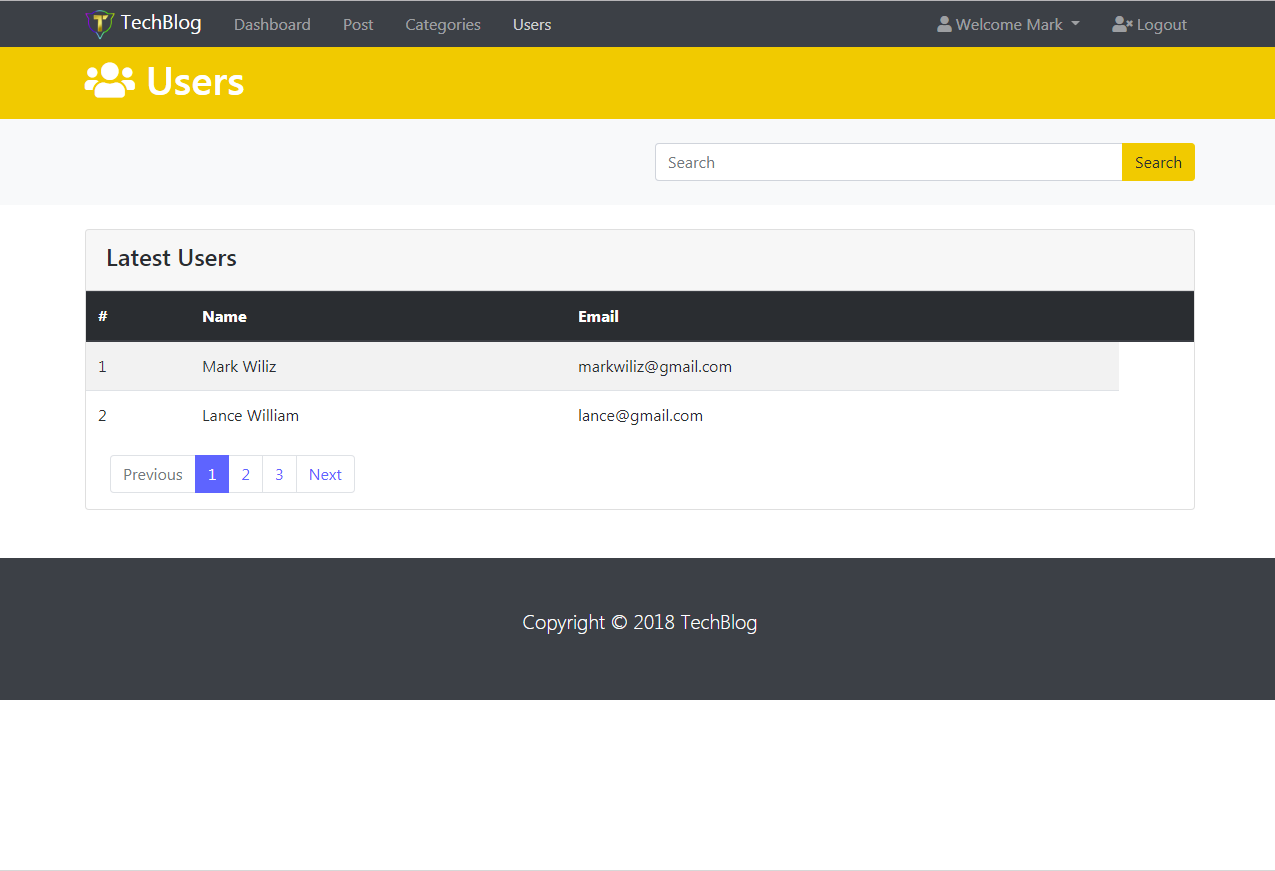 T TechBlog Dashboard Post Categories Users Welcome Mark Logout
Users
Search Search
Latest Users
# Name Email
1 Mark Wiliz markwiliz@gmail.com
2 Lance William lance@gmail.com
Previous 1 2 3 Next
Copyright © 2018 TechBlog